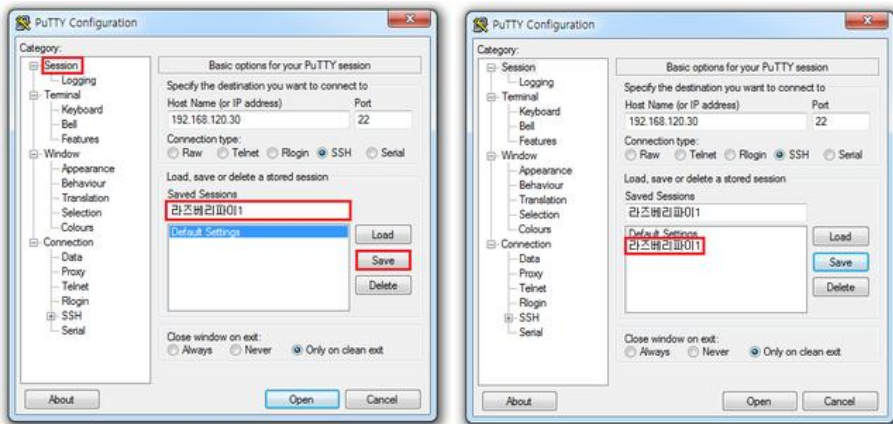 PuTTY Configuration
Category:
Session
Logging
Terminal
Keyboard
Bell
Features
Window
Appearance
Behaviour
Translation
Selection
Colours
Connection
Data
Proxy
Telnet
Rlogin
SSH
Serial
Basic options for your PuTTY session
Specify the destination you want to connect to
Host Name (or IP address) Port
192.168.120.30 22
Connection type:
Raw Telnet Rlogin SSH Serial
Load, save or delete a stored session
Saved Sessions
라즈베리파이1
Default Settings
Load
Save
Delete
Close window on exit:
Always Never Only on clean exit
About Open Cancel
PuTTY Configuration
Category:
Session
Logging
Terminal
Keyboard
Bell
Features
Window
Appearance
Behaviour
Translation
Selection
Colours
Connection
Data
Proxy
Telnet
Rlogin
SSH
Serial
Basic options for your PuTTY session
Specify the destination you want to connect to
Host Name (or IP address) Port
192.168.120.30 22
Connection type:
Raw Telnet Rlogin SSH Serial
Load, save or delete a stored session
Saved Sessions
라즈베리파이1
Default Settings
라즈베리파이1
Load
Save
Delete
Close window on exit:
Always Never Only on clean exit
About Open Cancel